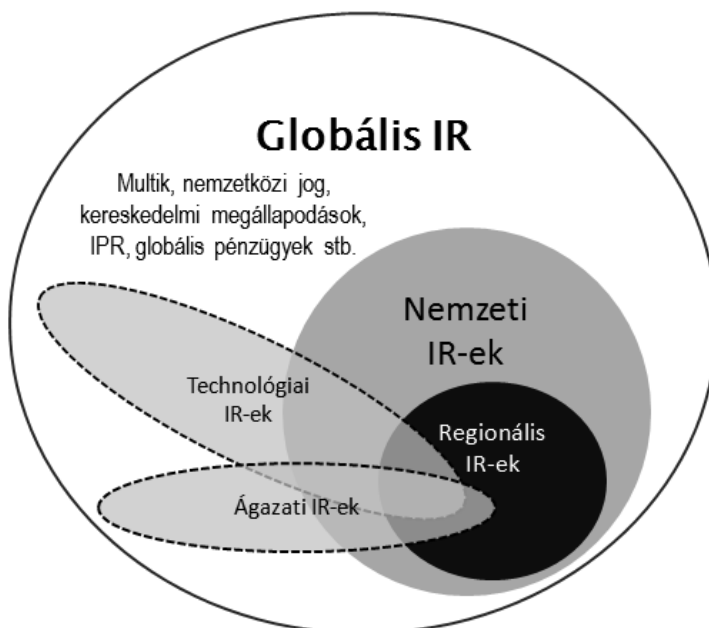 Globális IR
Multik, nemzetközi jog,
kereskedelmi megállapodások,
IPR, globális pénzügyek stb.
Nemzeti
IR-ek
Technológiai
IR-ek
Regionális
IR-ek
Ágazati IR-ek